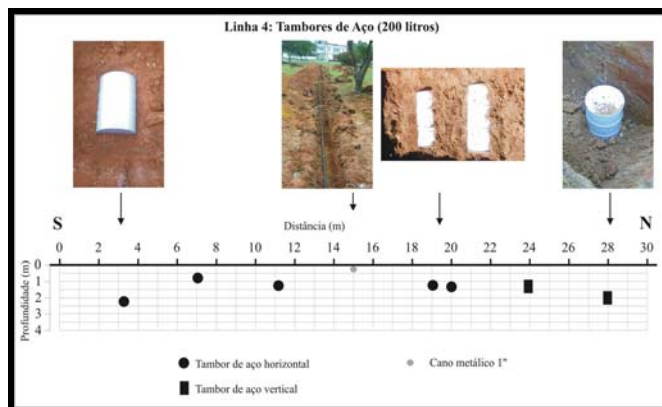 Linha 4: Tambores de Aço (200 litros)
S
Distância (m)
N
0 2 4 6 8 10 12 14 16 18 20 22 24 26 28 30
Profundidade (m)
0
1
2
3
4
Tambor de aço horizontal
Cano metálico 1"
Tambor de aço vertical